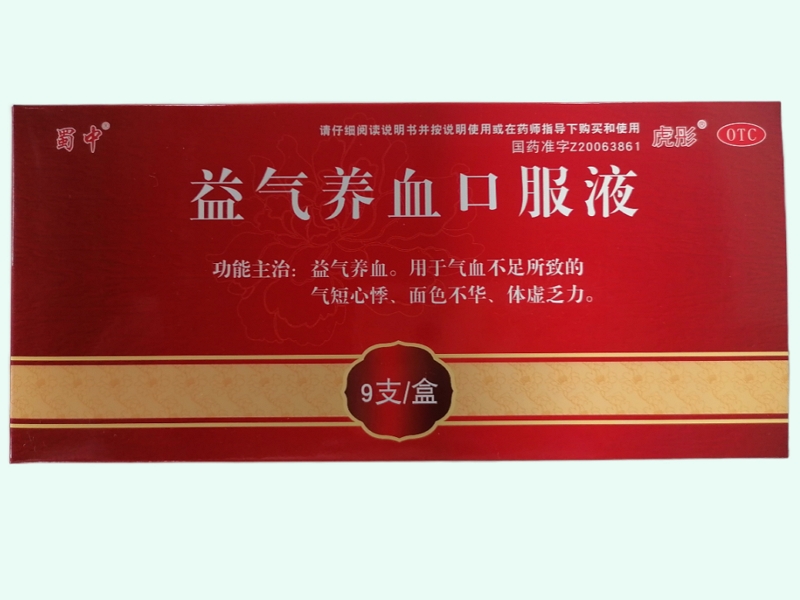 蜀中®
请仔细阅读说明书并按说明使用或在药师指导下购买和使用
国药准字Z20063861
虎彤®
OTC
益气养血口服液
功能主治：益气养血。用于气血不足所致的
气短心悸、面色不华、体虚乏力。
9支/盒